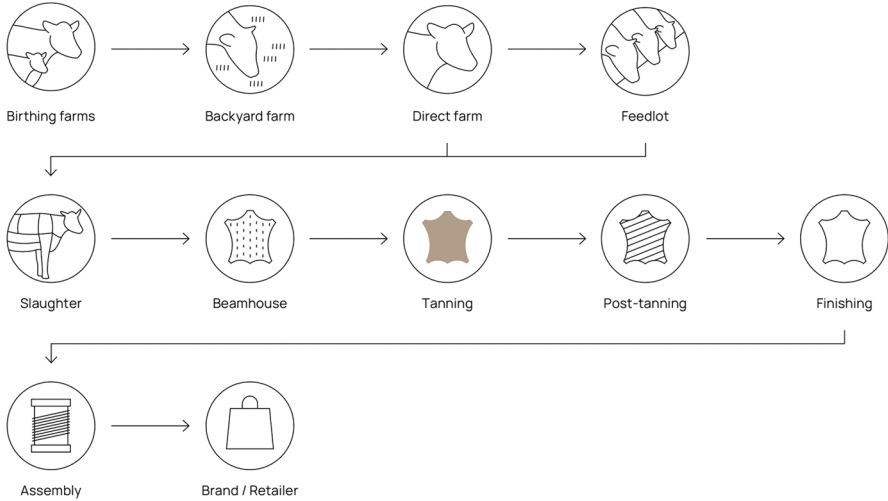 Birthing farms
Backyard farm
Direct farm
Feedlot
Slaughter
Beamhouse
Tanning
Post-tanning
Finishing
Assembly
Brand / Retailer